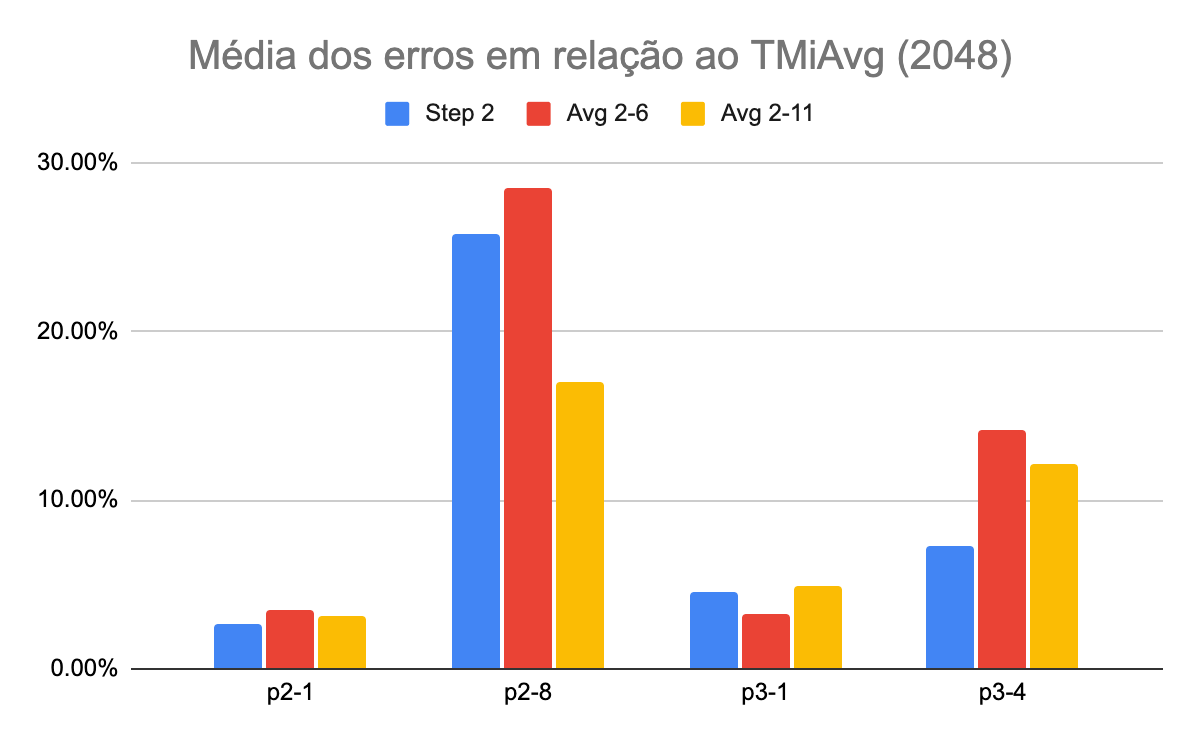 Média dos erros em relação ao TMiAvg (2048)
Step 2 Avg 2-6 Avg 2-11
30.00%
20.00%
10.00%
0.00%
p2-1 p2-8 p3-1 p3-4